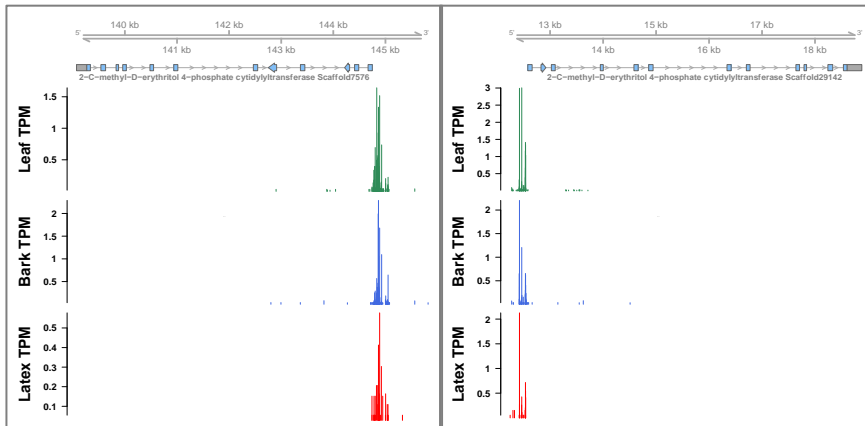 140 kb 142 kb 144 kb
5' 3'
141 kb 143 kb 145 kb
2−C−methyl−D−erythritol 4−phosphate cytidylyltransferase Scaffold7576
Leaf TPM
1.5
1
0.5
Bark TPM
2
1.5
1
0.5
Latex TPM
0.5
0.4
0.3
0.2
0.1
13 kb 15 kb 17 kb
5' 3'
14 kb 16 kb 18 kb
2−C−methyl−D−erythritol 4−phosphate cytidylyltransferase Scaffold29142
Leaf TPM
3
2.5
2
1.5
1
0.5
Bark TPM
2
1.5
1
0.5
Latex TPM
2
1.5
1
0.5